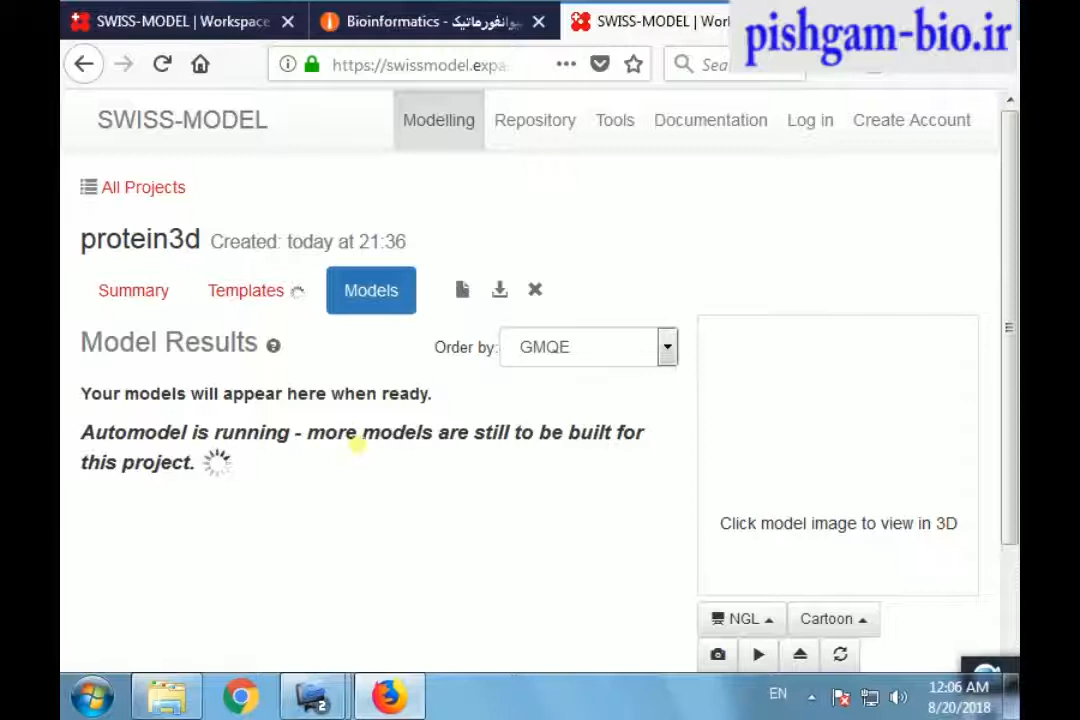 SWISS-MODEL | Workspace
Bioinformatics - بیوانفورماتیک
SWISS-MODEL |
pishgam-bio.ir
https://swissmodel.expa
SWISS-MODEL
Modelling
Repository
Tools
Documentation
Log in
Create Account
All Projects
protein3d Created: today at 21:36
Summary
Templates
Models
Model Results
Order by: GMQE
Your models will appear here when ready.
Automodel is running - more models are still to be built for
this project.
Click model image to view in 3D
NGL
Cartoon
EN
12:06 AM
8/20/2018